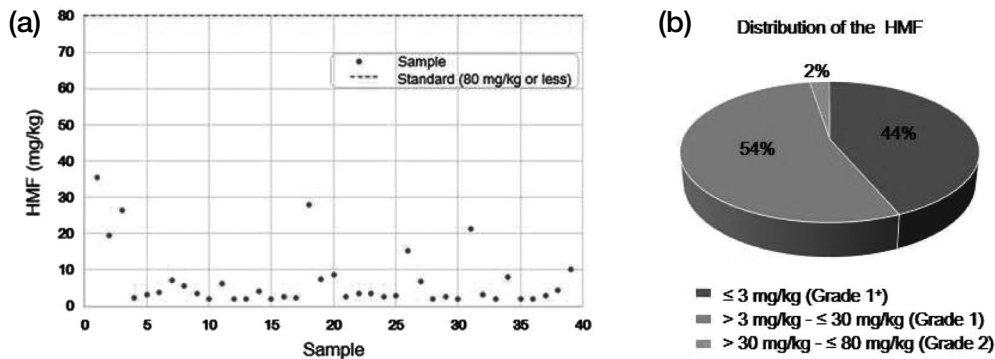 (a)
80
70
60
50
40
30
20
10
0
HMF (mg/kg)
Sample
Standard (80 mg/kg or less)
0 5 10 15 20 25 30 35 40
Sample
(b)
Distribution of the HMF
2%
44%
54%
≤ 3 mg/kg (Grade 1⁺)
> 3 mg/kg - ≤ 30 mg/kg (Grade 1)
> 30 mg/kg - ≤ 80 mg/kg (Grade 2)